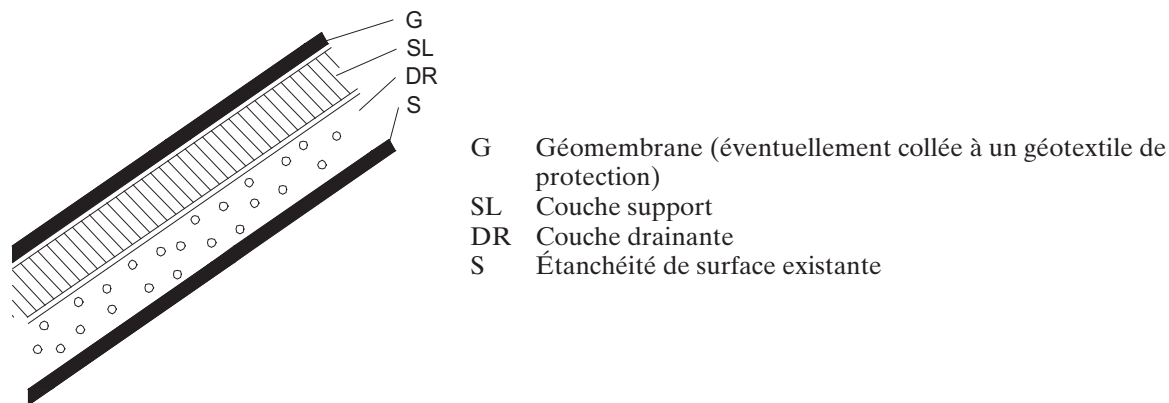 G
SL
DR
S
G Géomembrane (éventuellement collée à un géotextile de
protection)
SL Couche support
DR Couche drainante
S Étanchéité de surface existante